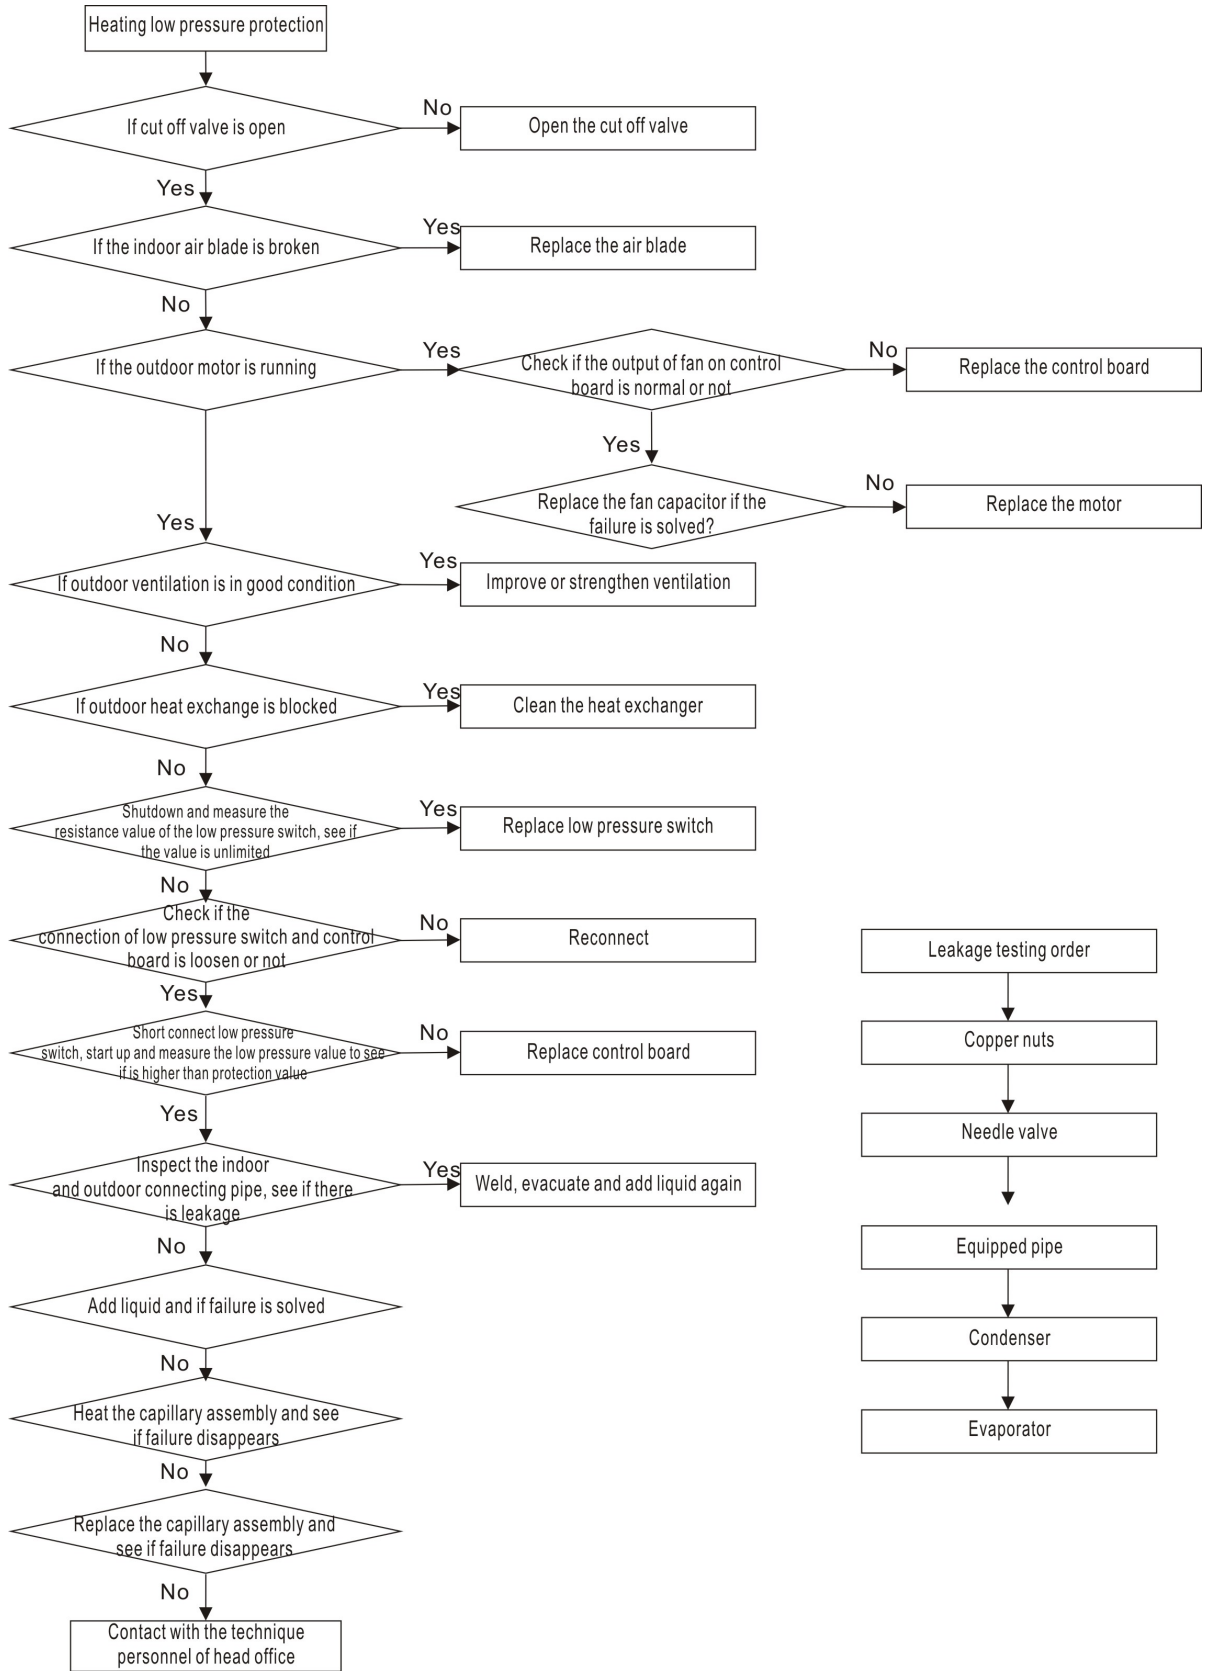 Heating low pressure protection
If cut off valve is open
No
Open the cut off valve
Yes
If the indoor air blade is broken
Yes
Replace the air blade
No
If the outdoor motor is running
Yes
Check if the output of fan on control
board is normal or not
No
Replace the control board
Yes
Replace the fan capacitor if the
failure is solved?
No
Replace the motor
Yes
If outdoor ventilation is in good condition
Yes
Improve or strengthen ventilation
No
If outdoor heat exchange is blocked
Yes
Clean the heat exchanger
No
Shutdown and measure the
resistance value of the low pressure switch, see if
the value is unlimited
Yes
Replace low pressure switch
No
Check if the
connection of low pressure switch and control
board is loosen or not
No
Reconnect
Yes
Short connect low pressure
switch, start up and measure the low pressure value to see
if is higher than protection value
No
Replace control board
Yes
Inspect the indoor
and outdoor connecting pipe, see if there
is leakage
Yes
Weld, evacuate and add liquid again
No
Add liquid and if failure is solved
No
Heat the capillary assembly and see
if failure disappears
No
Replace the capillary assembly and
see if failure disappears
No
Contact with the technique
personnel of head office
Leakage testing order
Copper nuts
Needle valve
Equipped pipe
Condenser
Evaporator